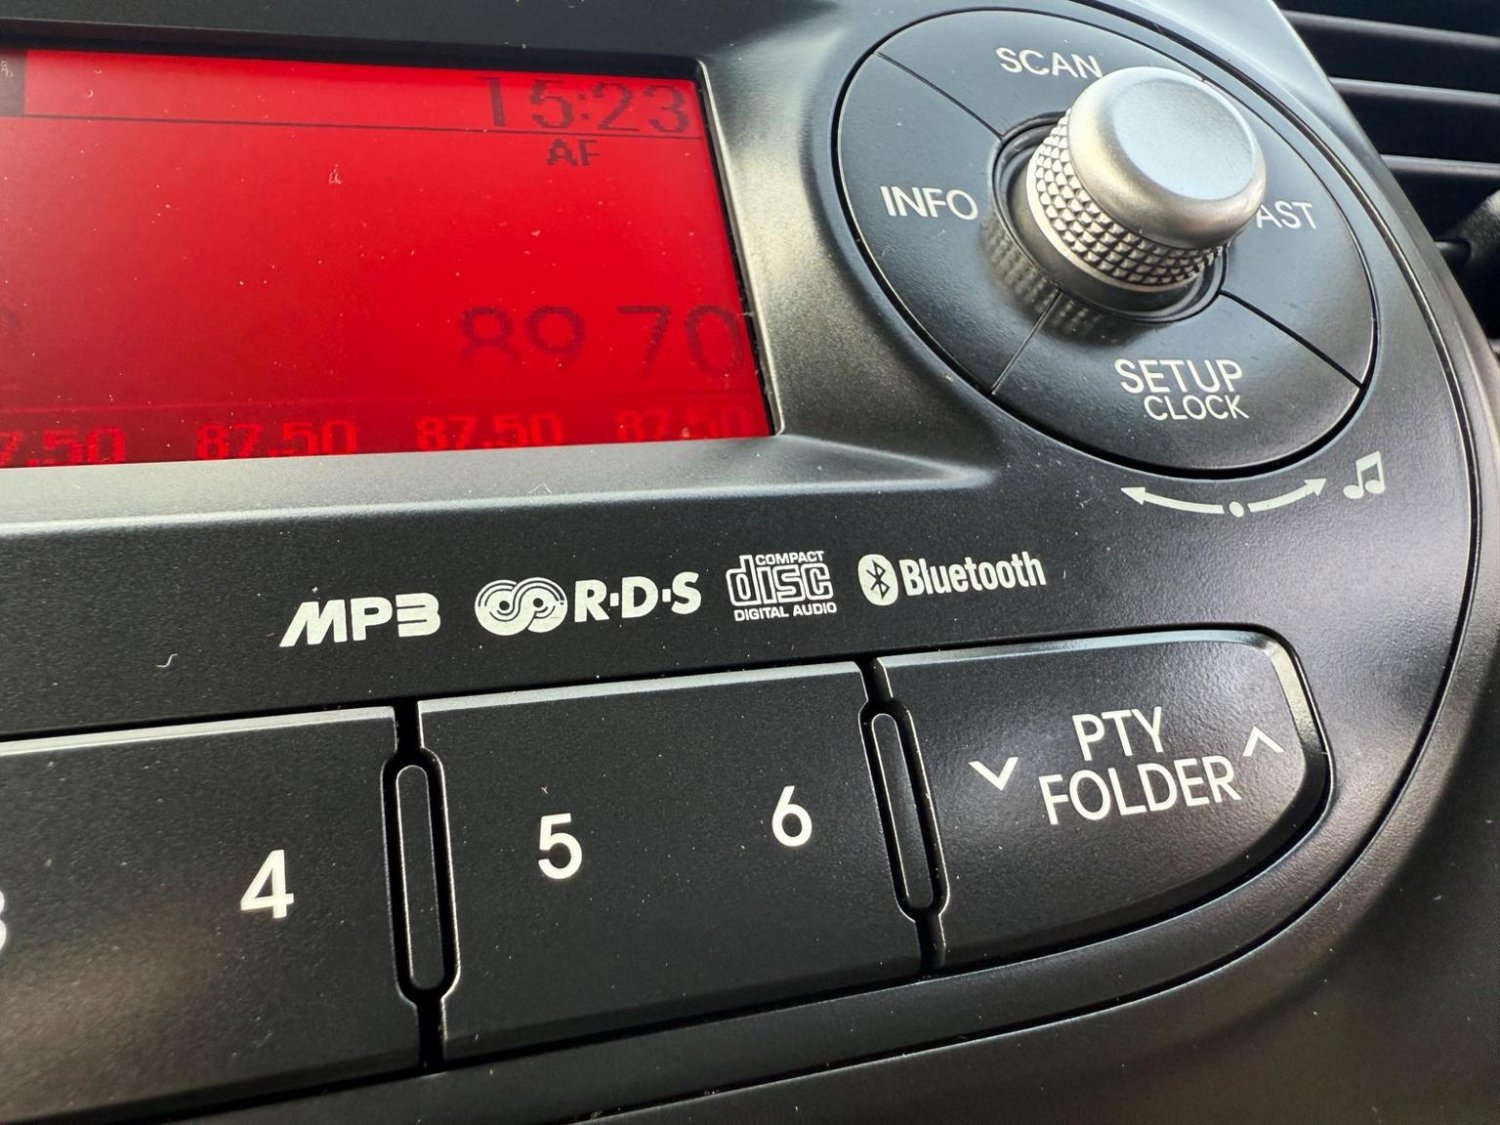 15:23
AF
89.70
7.50 87.50 87.50 87.50
SCAN
INFO
AST
SETUP
CLOCK
MP3 R·D·S COMPACT disc DIGITAL AUDIO Bluetooth
4 5 6
PTY
FOLDER